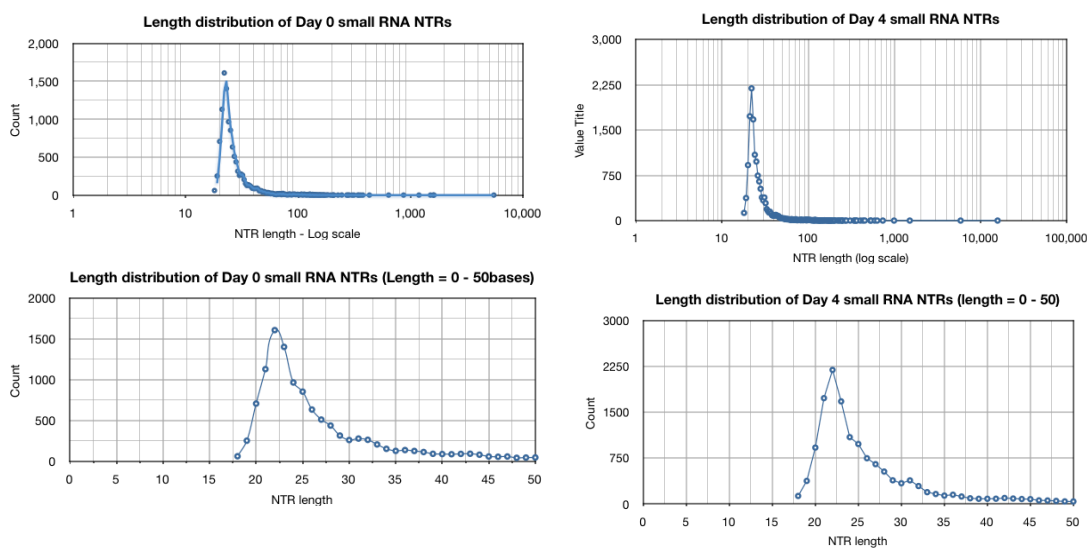 Length distribution of Day 0 small RNA NTRs
2,000
1,500
1,000
500
0
Count
1 10 100 1,000 10,000
NTR length - Log scale
Length distribution of Day 4 small RNA NTRs
3,000
2,250
1,500
750
0
Value Title
1 10 100 1,000 10,000 100,000
NTR length (log scale)
Length distribution of Day 0 small RNA NTRs (Length = 0 - 50bases)
2000
1500
1000
500
0
Count
0 5 10 15 20 25 30 35 40 45 50
NTR length
Length distribution of Day 4 small RNA NTRs (length = 0 - 50)
3000
2250
1500
750
0
Count
0 5 10 15 20 25 30 35 40 45 50
NTR length